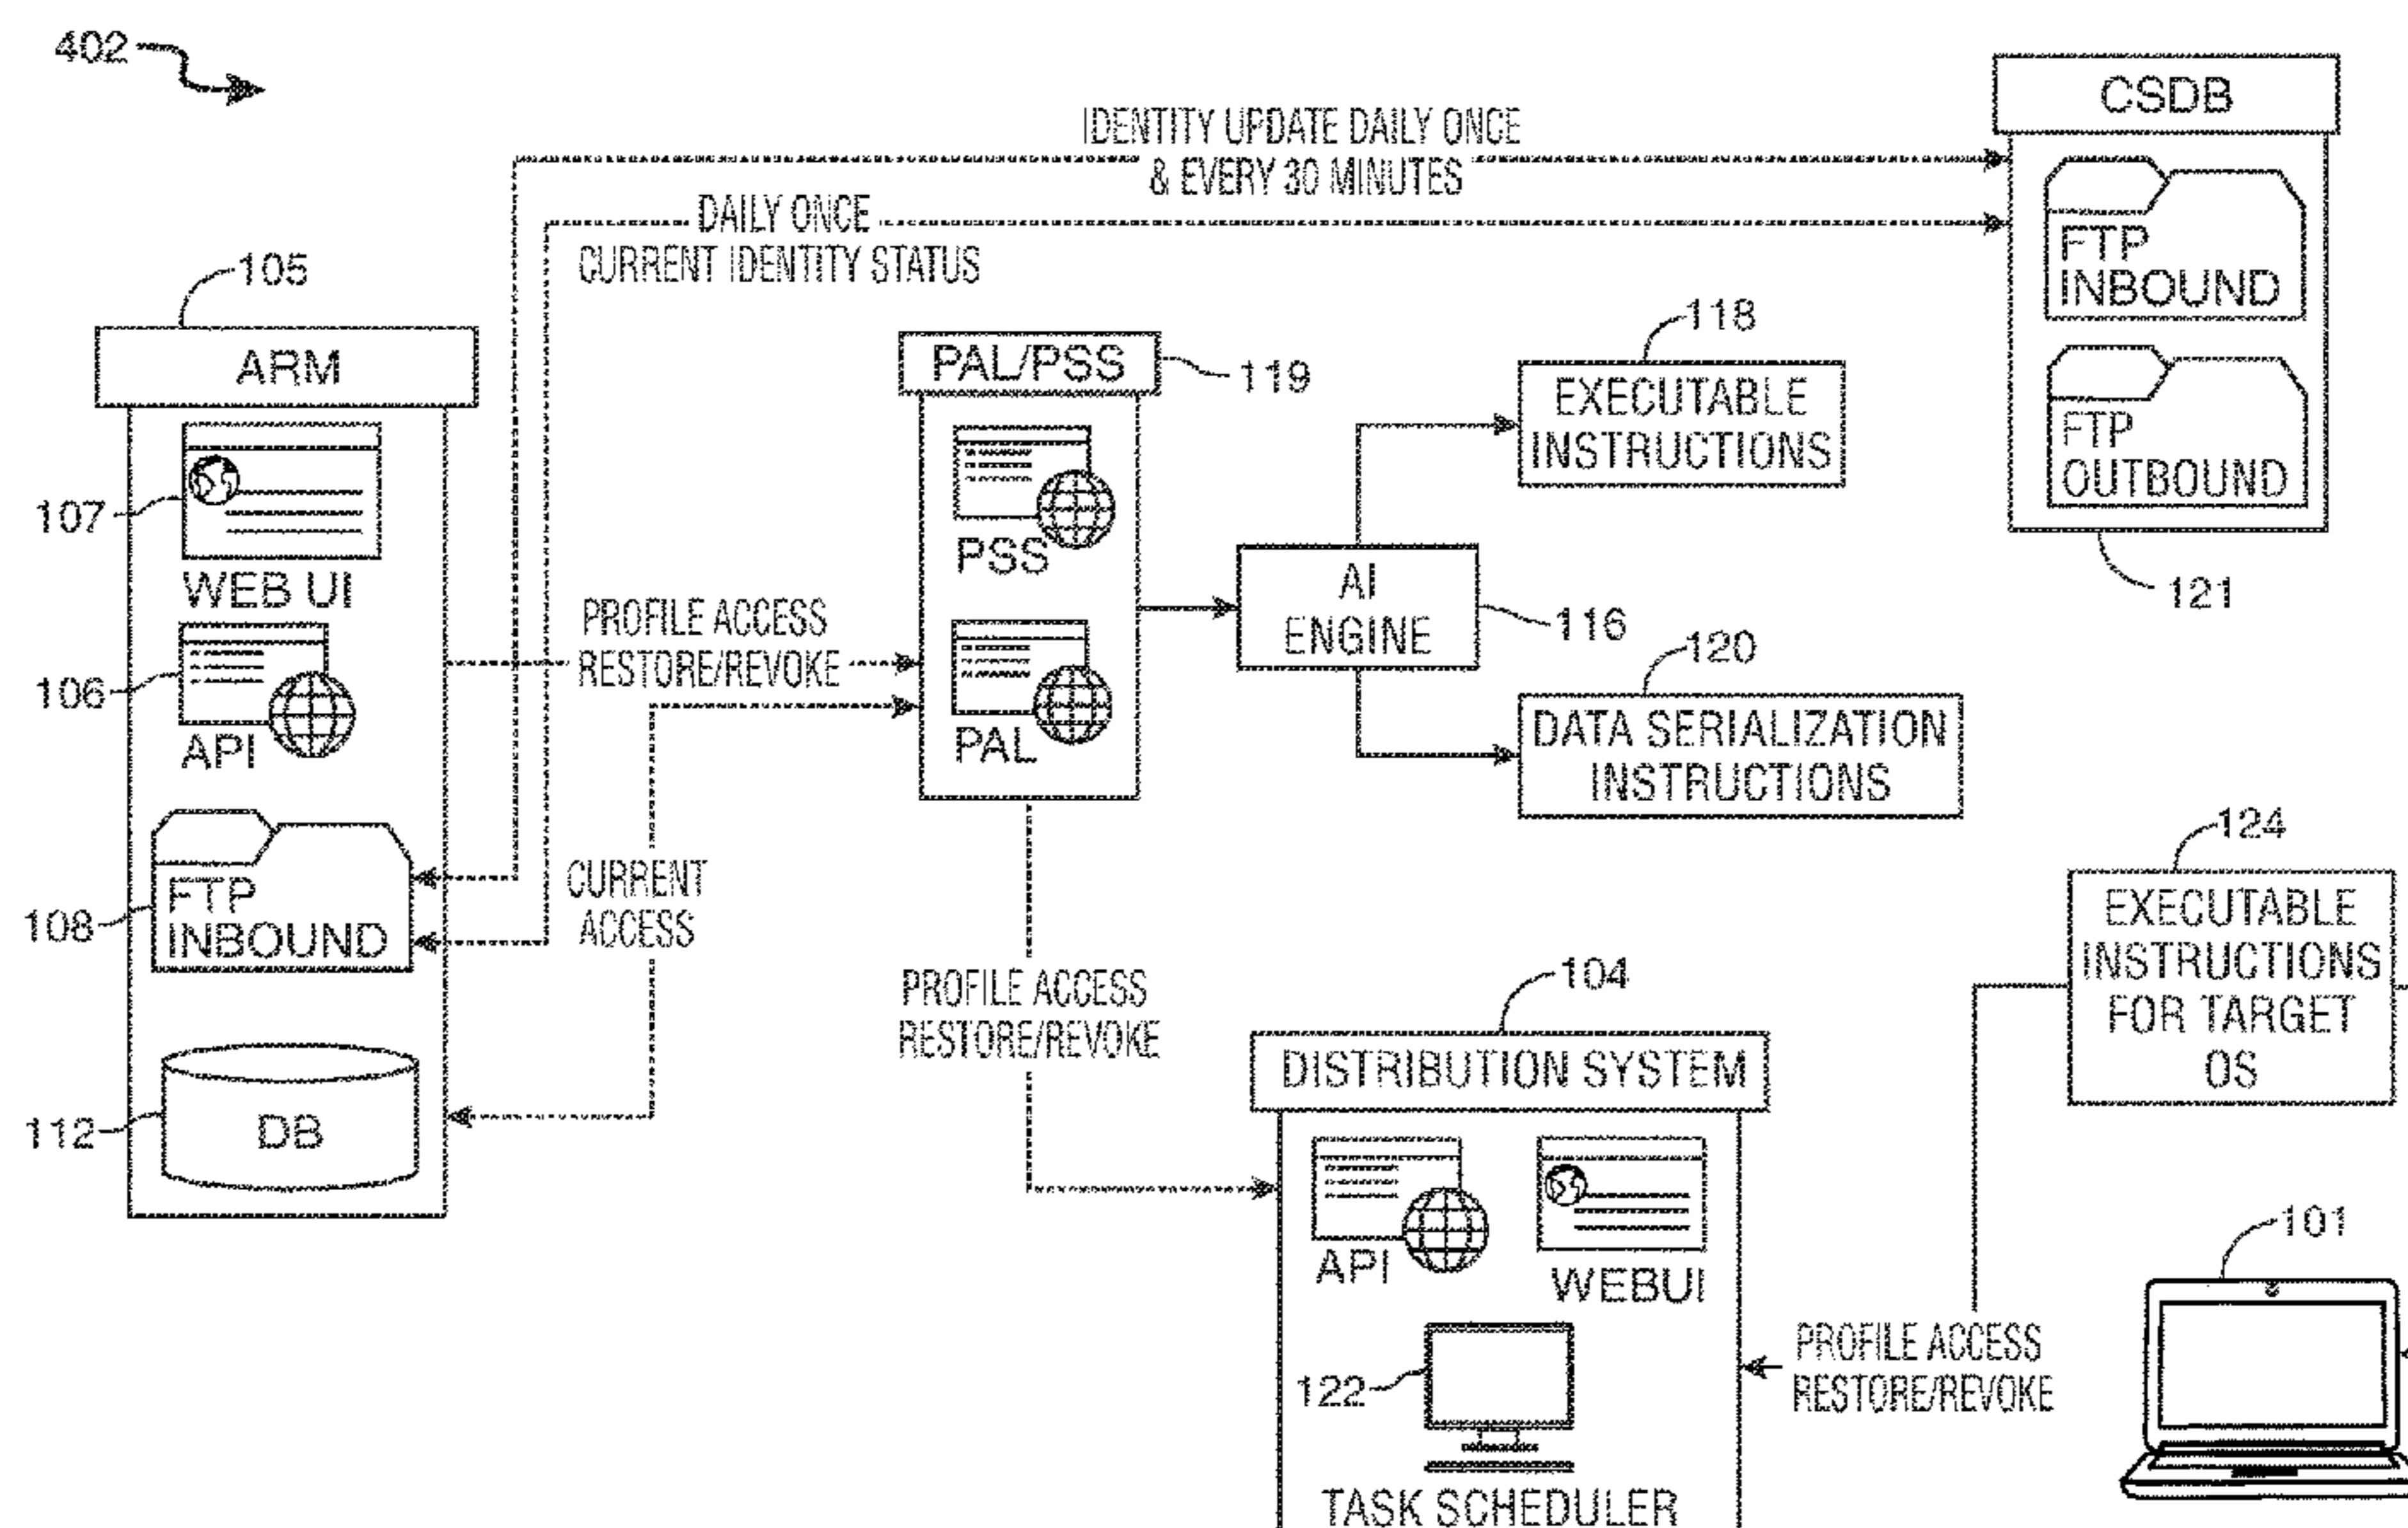 402
IDENTITY UPDATE DAILY ONCE
& EVERY 30 MINUTES
DAILY ONCE
CURRENT IDENTITY STATUS
CSDB
FTP
INBOUND
FTP
OUTBOUND
121
105
ARM
107
WEB UI
106
API
108
FTP
INBOUND
112
DB
PROFILE ACCESS
RESTORE/REVOKE
CURRENT
ACCESS
PAL/PSS
119
PSS
PAL
AI
ENGINE
116
118
EXECUTABLE
INSTRUCTIONS
120
DATA SERIALIZATION
INSTRUCTIONS
PROFILE ACCESS
RESTORE/REVOKE
104
DISTRIBUTION SYSTEM
API
WEBUI
122
TASK SCHEDULER
124
EXECUTABLE
INSTRUCTIONS
FOR TARGET
OS
PROFILE ACCESS
RESTORE/REVOKE
101